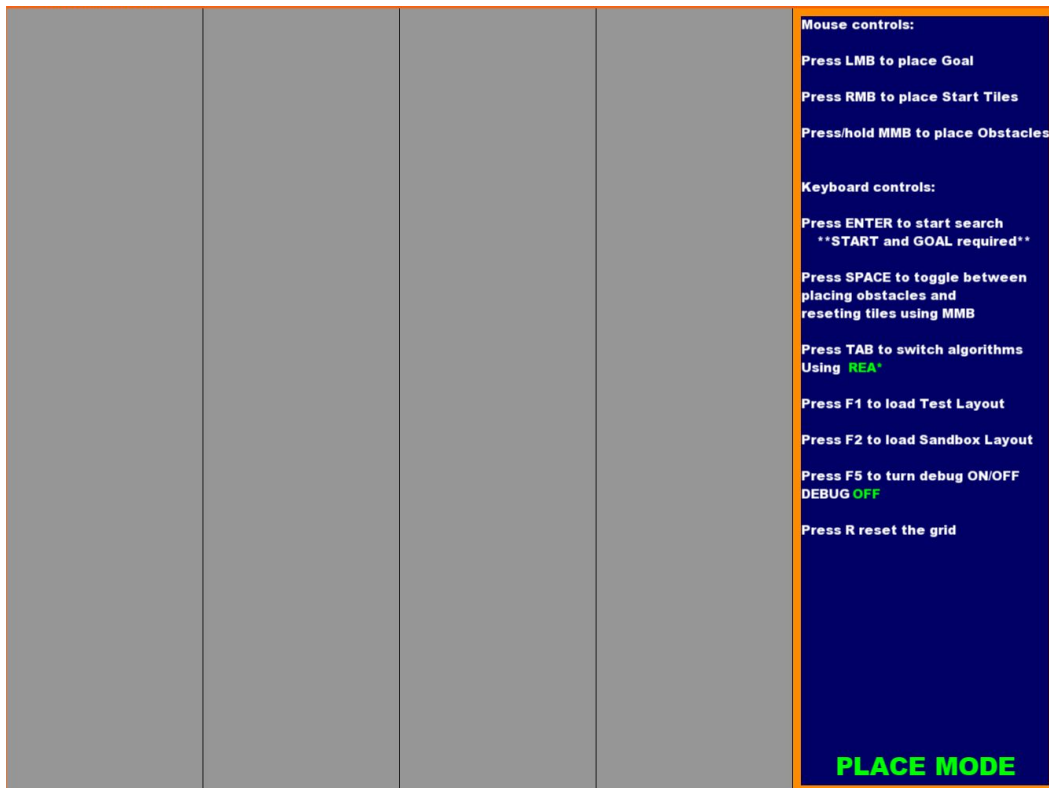 Mouse controls:
Press LMB to place Goal
Press RMB to place Start Tiles
Press/hold MMB to place Obstacles
Keyboard controls:
Press ENTER to start search
**START and GOAL required**
Press SPACE to toggle between
placing obstacles and
reseting tiles using MMB
Press TAB to switch algorithms
Using REA*
Press F1 to load Test Layout
Press F2 to load Sandbox Layout
Press F5 to turn debug ON/OFF
DEBUG OFF
Press R reset the grid
PLACE MODE